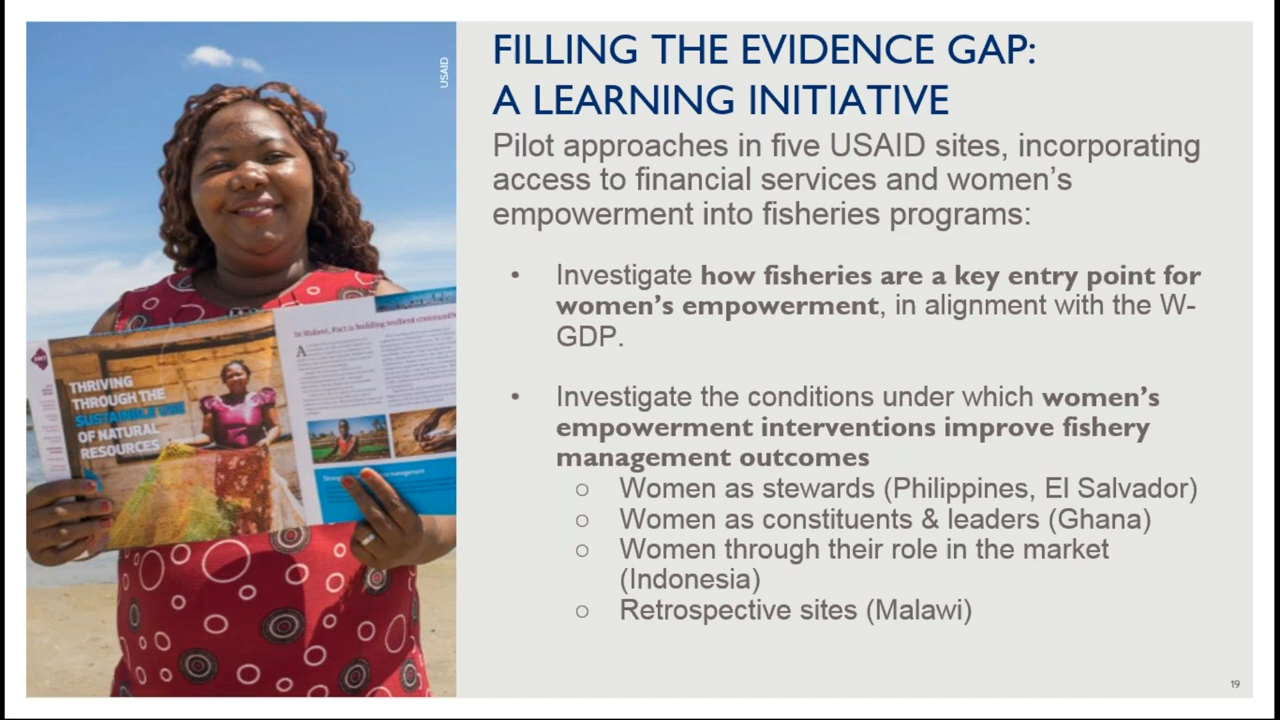 USAID
FILLING THE EVIDENCE GAP:
A LEARNING INITIATIVE
Pilot approaches in five USAID sites, incorporating
access to financial services and women’s
empowerment into fisheries programs:
• Investigate how fisheries are a key entry point for
women’s empowerment, in alignment with the W-
GDP.
• Investigate the conditions under which women’s
empowerment interventions improve fishery
management outcomes
○ Women as stewards (Philippines, El Salvador)
○ Women as constituents & leaders (Ghana)
○ Women through their role in the market
(Indonesia)
○ Retrospective sites (Malawi)
THRIVING
THROUGH THE
SUSTAINABLE USE
OF NATURAL
RESOURCES
In Malawi, Pact is building resilient communities
19